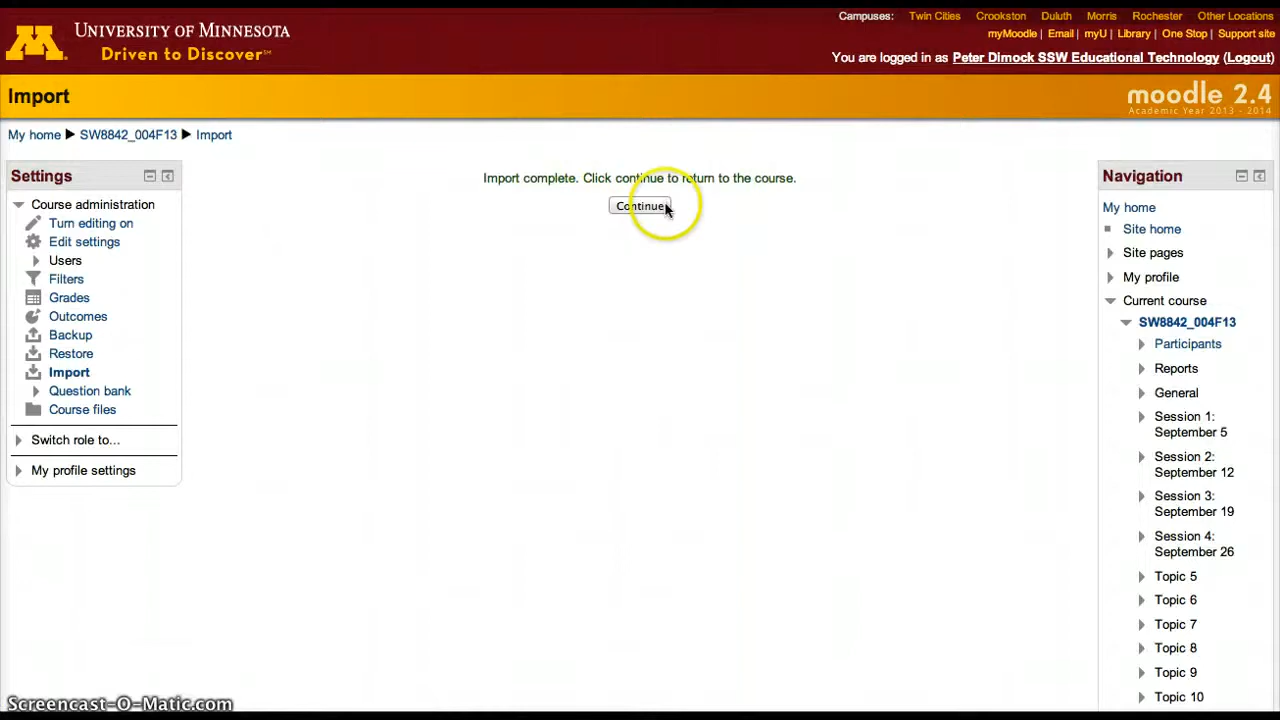 UNIVERSITY OF MINNESOTA
Driven to Discover℠
Campuses: Twin Cities Crookston Duluth Morris Rochester Other Locations
myMoodle | Email | myU | Library | One Stop | Support site
You are logged in as Peter Dimock SSW Educational Technology (Logout)
Import
moodle 2.4
Academic Year 2013 - 2014
My home ► SW8842_004F13 ► Import
Settings
Course administration
Turn editing on
Edit settings
Users
Filters
Grades
Outcomes
Backup
Restore
Import
Question bank
Course files
Switch role to...
My profile settings
Import complete. Click continue to return to the course.
Continue
Navigation
My home
Site home
Site pages
My profile
Current course
SW8842_004F13
Participants
Reports
General
Session 1:
September 5
Session 2:
September 12
Session 3:
September 19
Session 4:
September 26
Topic 5
Topic 6
Topic 7
Topic 8
Topic 9
Topic 10
Screencast-O-Matic.com